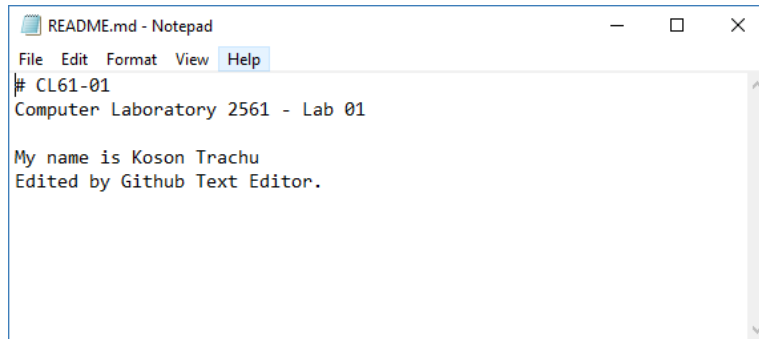 README.md - Notepad
File Edit Format View Help
# CL61-01
Computer Laboratory 2561 - Lab 01
My name is Koson Trachu
Edited by Github Text Editor.